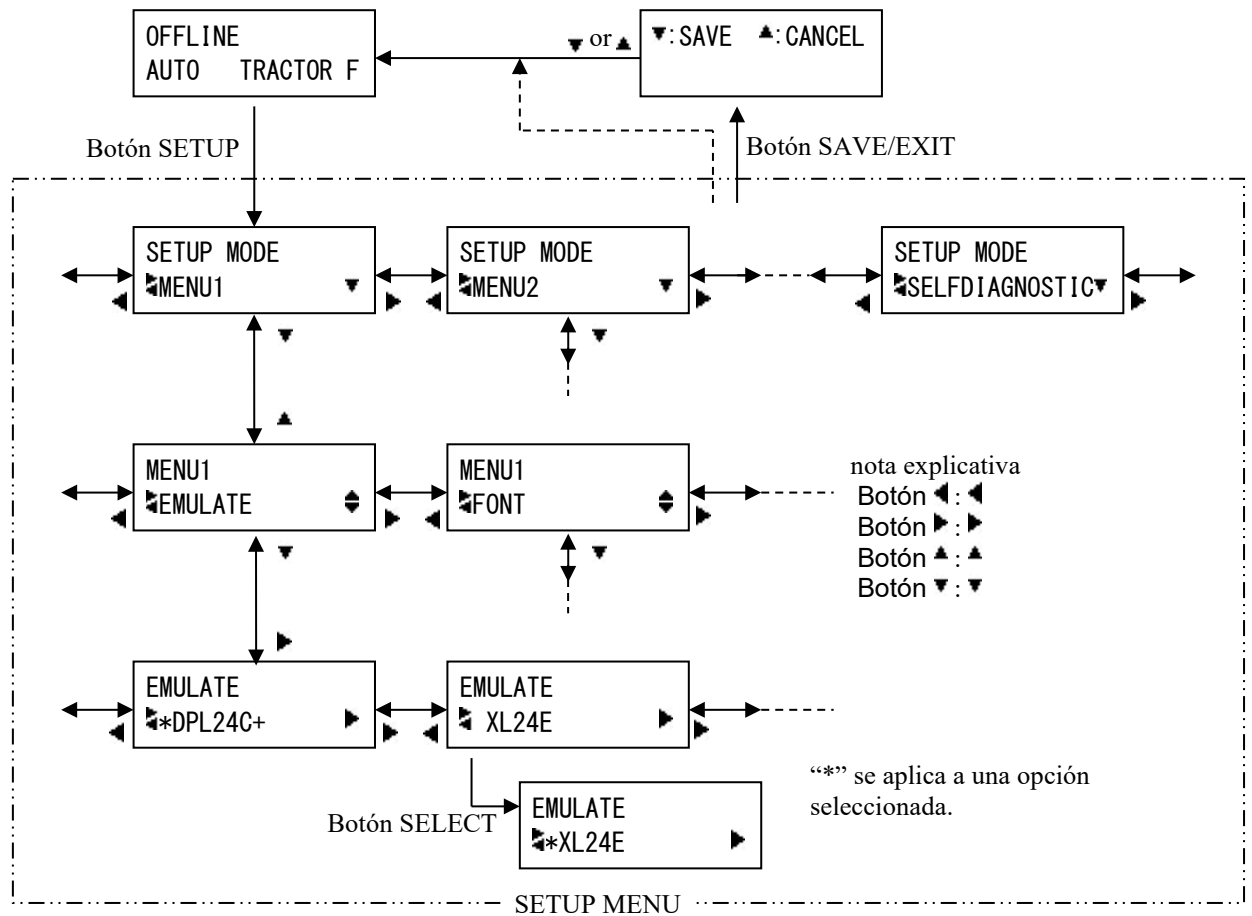 OFFLINE
AUTO TRACTOR F
▼ or ▲
▼:SAVE ▲:CANCEL
Botón SETUP
Botón SAVE/EXIT
SETUP MODE
MENU1 ▼
SETUP MODE
MENU2 ▼
SETUP MODE
SELFDIAGNOSTIC▼
MENU1
EMULATE
MENU1
FONT
nota explicativa
Botón ◀ : ◀
Botón ▶ : ▶
Botón ▲ : ▲
Botón ▼ : ▼
EMULATE
*DPL24C+ ▶
EMULATE
XL24E ▶
“*” se aplica a una opción
seleccionada.
Botón SELECT
EMULATE
*XL24E ▶
SETUP MENU